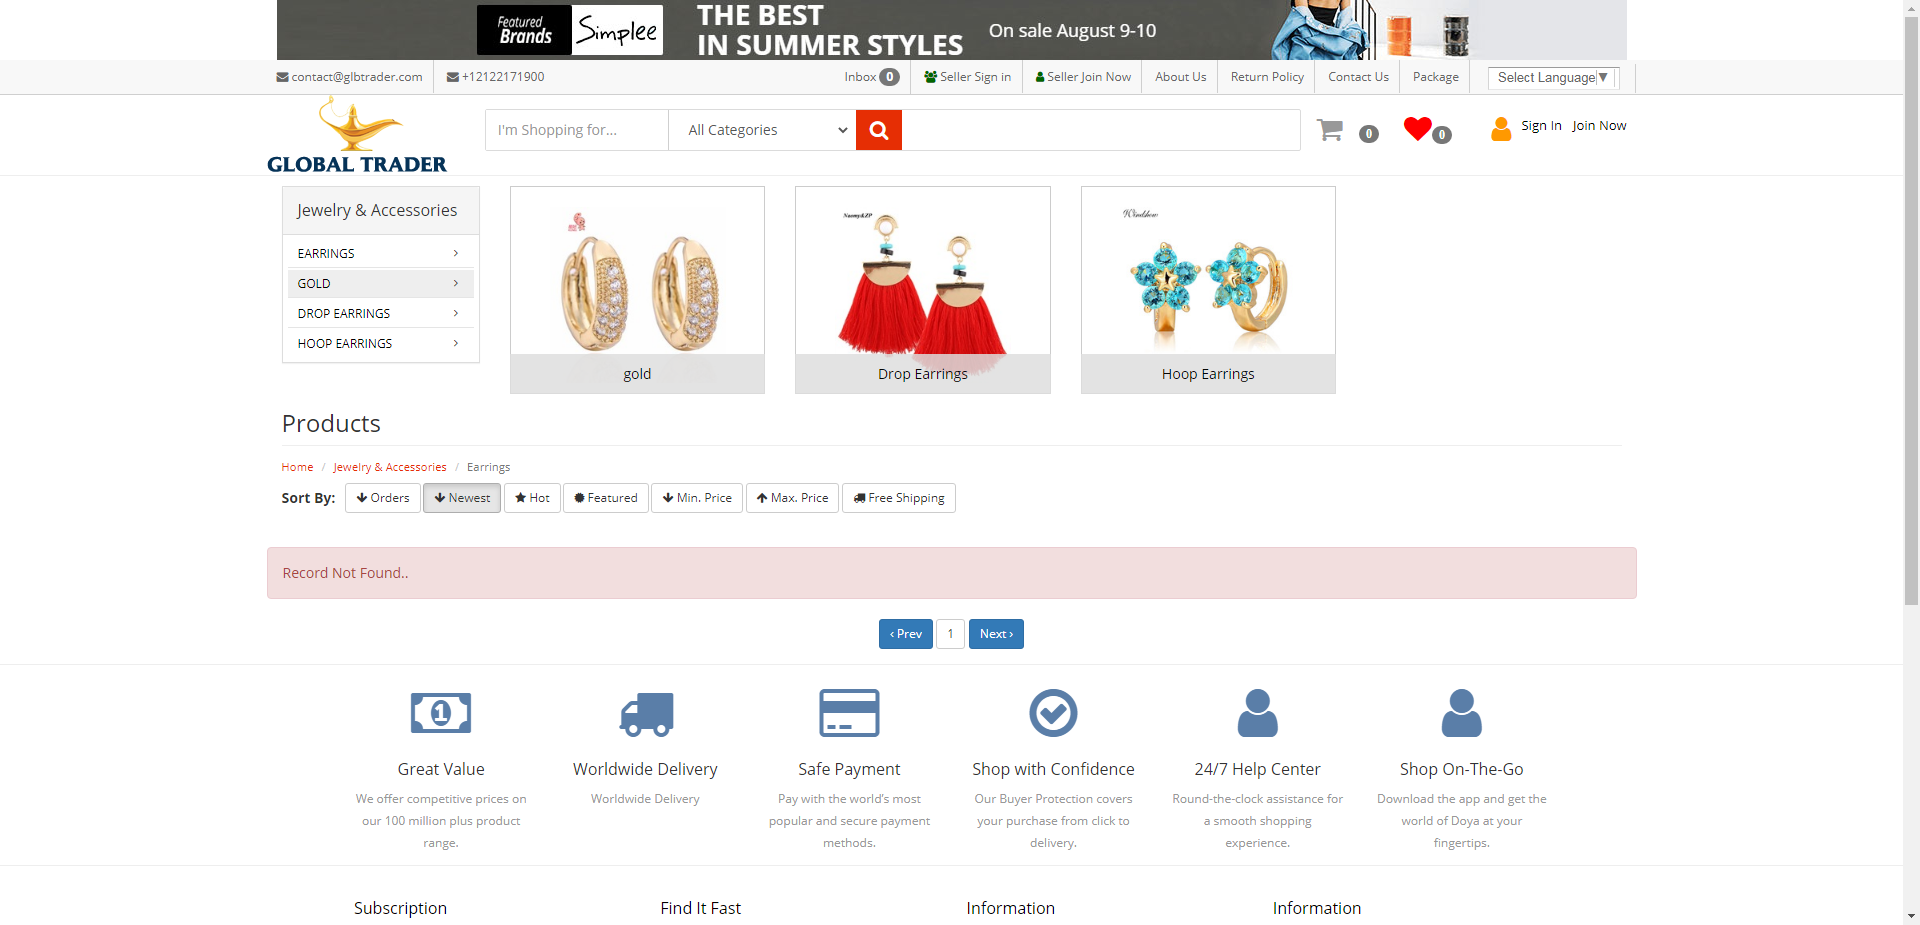 Featured
Brands
Simplee
THE BEST
IN SUMMER STYLES
On sale August 9-10
contact@glbtrader.com
+12122171900
Inbox 0
Seller Sign in
Seller Join Now
About Us
Return Policy
Contact Us
Package
Select Language▼
GLOBAL TRADER
I'm Shopping for...
All Categories
0
0
Sign In
Join Now
Jewelry & Accessories
EARRINGS
GOLD
DROP EARRINGS
HOOP EARRINGS
gold
Naomy&ZP
Drop Earrings
Windshow
Hoop Earrings
Products
Home / Jewelry & Accessories / Earrings
Sort By: Orders Newest Hot Featured Min. Price Max. Price Free Shipping
Record Not Found..
‹ Prev 1 Next ›
1
Great Value
We offer competitive prices on
our 100 million plus product
range.
Worldwide Delivery
Worldwide Delivery
Safe Payment
Pay with the world's most
popular and secure payment
methods.
Shop with Confidence
Our Buyer Protection covers
your purchase from click to
delivery.
24/7 Help Center
Round-the-clock assistance for
a smooth shopping
experience.
Shop On-The-Go
Download the app and get the
world of Doya at your
fingertips.
Subscription
Find It Fast
Information
Information